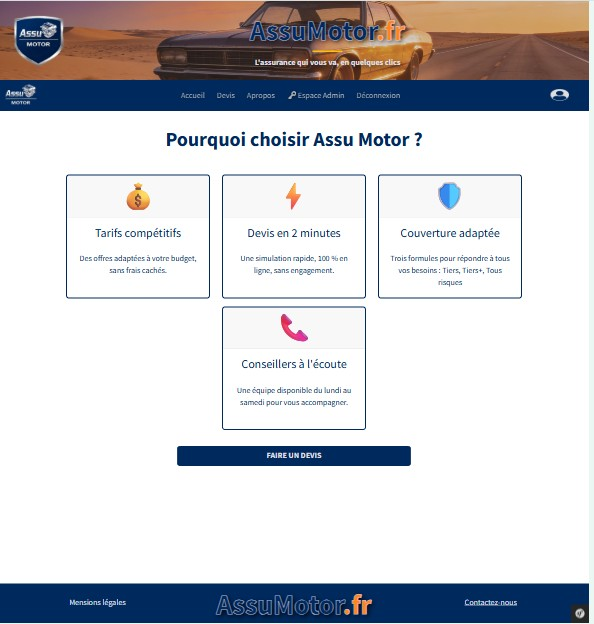 ASSU
MOTOR
AssuMotor.fr
L'assurance qui vous va, en quelques clics
ASSU
MOTOR
Accueil Devis Apropos Espace Admin Déconnexion
Pourquoi choisir Assu Motor ?
Tarifs compétitifs
Des offres adaptées à votre budget,
sans frais cachés.
Devis en 2 minutes
Une simulation rapide, 100 % en
ligne, sans engagement.
Couverture adaptée
Trois formules pour répondre à tous
vos besoins : Tiers, Tiers+, Tous
risques
Conseillers à l'écoute
Une équipe disponible du lundi au
samedi pour vous accompagner.
FAIRE UN DEVIS
Mentions légales
AssuMotor.fr
Contactez-nous